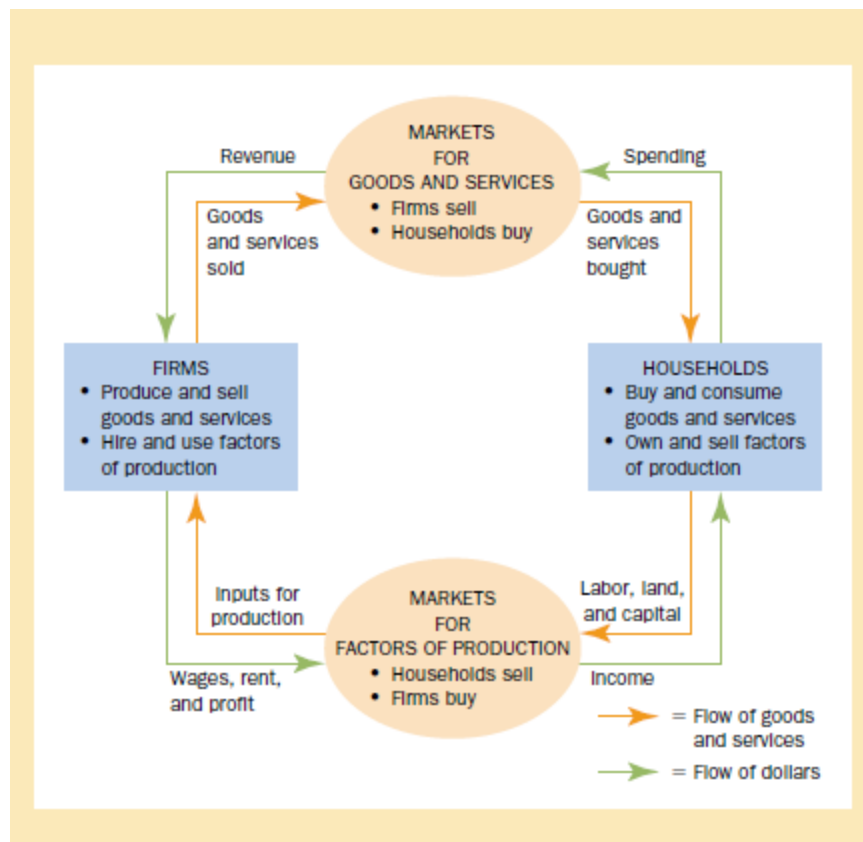 MARKETS
FOR
GOODS AND SERVICES
• Firms sell
• Households buy
Revenue
Spending
Goods
and services
sold
Goods and
services
bought
FIRMS
• Produce and sell
goods and services
• Hire and use factors
of production
HOUSEHOLDS
• Buy and consume
goods and services
• Own and sell factors
of production
Inputs for
production
Labor, land,
and capital
MARKETS
FOR
FACTORS OF PRODUCTION
• Households sell
• Firms buy
Wages, rent,
and profit
Income
= Flow of goods
and services
= Flow of dollars